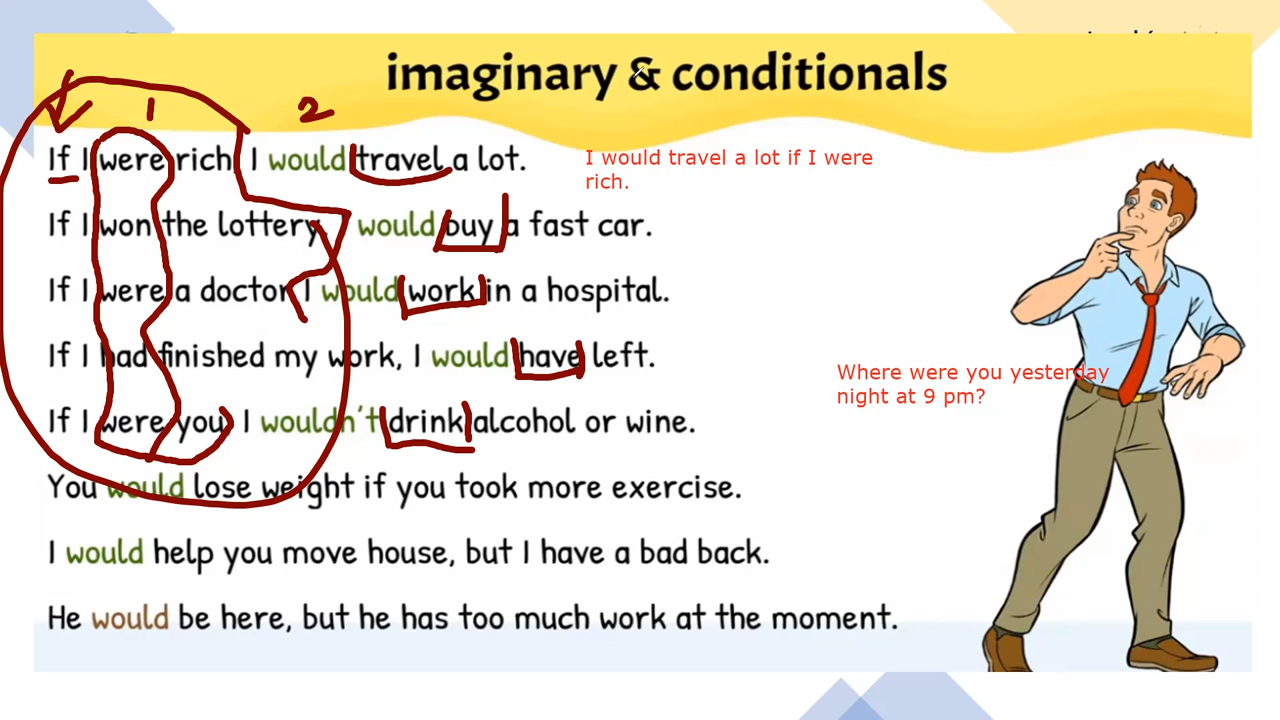 imaginary & conditionals
1
2
If I were rich, I would travel a lot.
I would travel a lot if I were
rich.
If I won the lottery, I would buy a fast car.
If I were a doctor, I would work in a hospital.
If I had finished my work, I would have left.
Where were you yesterday
night at 9 pm?
If I were you, I wouldn't drink alcohol or wine.
You would lose weight if you took more exercise.
I would help you move house, but I have a bad back.
He would be here, but he has too much work at the moment.